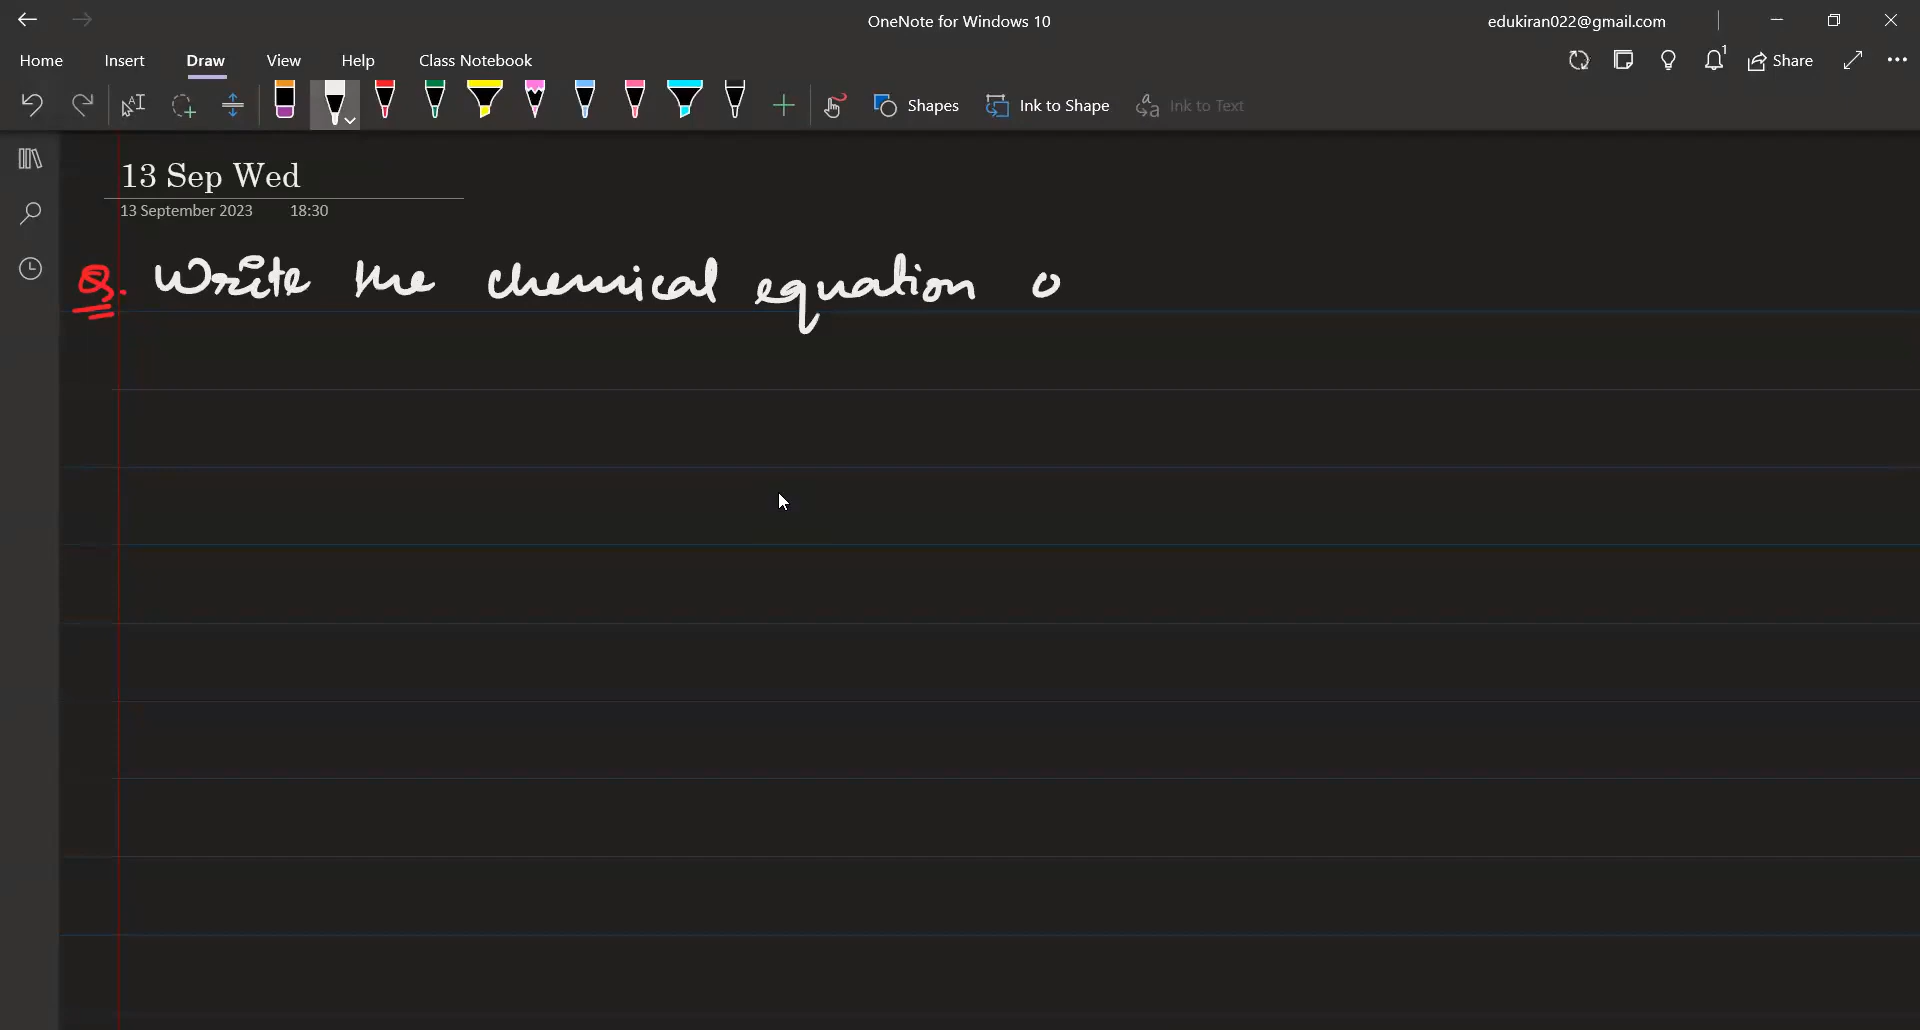 OneNote for Windows 10 edukiran022@gmail.com
Home Insert Draw View Help Class Notebook 1 Share
Shapes Ink to Shape Ink to Text
13 Sep Wed
13 September 2023 18:30
Q. Write the chemical equation o